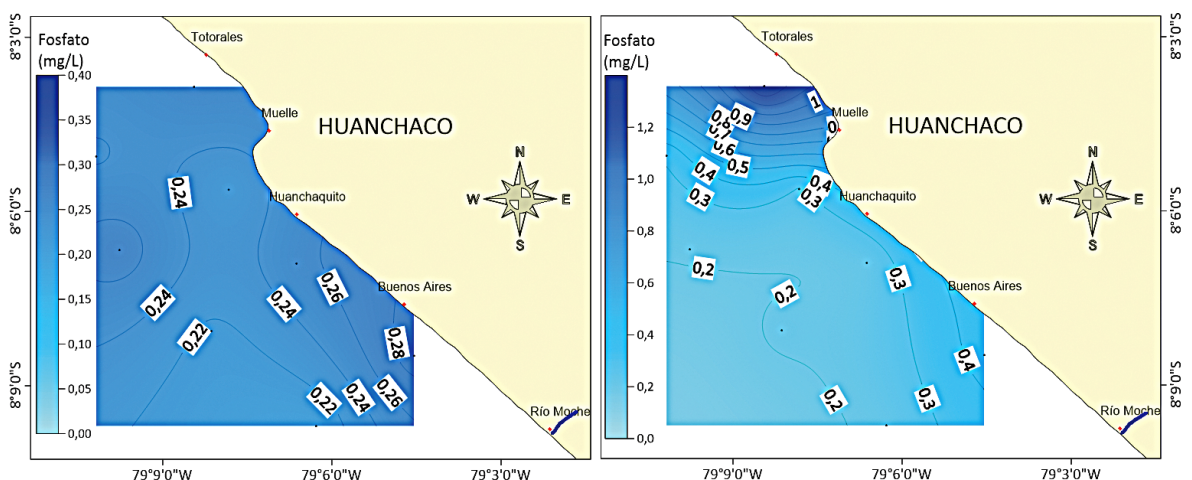 Fosfato
(mg/L)
0,40
0,35
0,30
0,25
0,20
0,15
0,10
0,05
0,00
Totorales
Muelle
HUANCHACO
Huanchaquito
Buenos Aires
Río Moche
N
W
E
S
0,24
0,24
0,22
0,24
0,26
0,28
0,22
0,24
0,26
8°3'0"S
8°6'0"S
8°9'0"S
79°9'0"W
79°6'0"W
79°3'0"W
Fosfato
(mg/L)
1,2
1,0
0,8
0,6
0,4
0,2
0,0
Totorales
Muelle
HUANCHACO
Huanchaquito
Buenos Aires
Río Moche
N
W
E
S
1
0,9
0,5
0,4
0,3
0,4
0,3
0,2
0,2
0,3
0,4
0,2
0,3
8°3'0"S
8°6'0"S
8°9'0"S
79°9'0"W
79°6'0"W
79°3'0"W